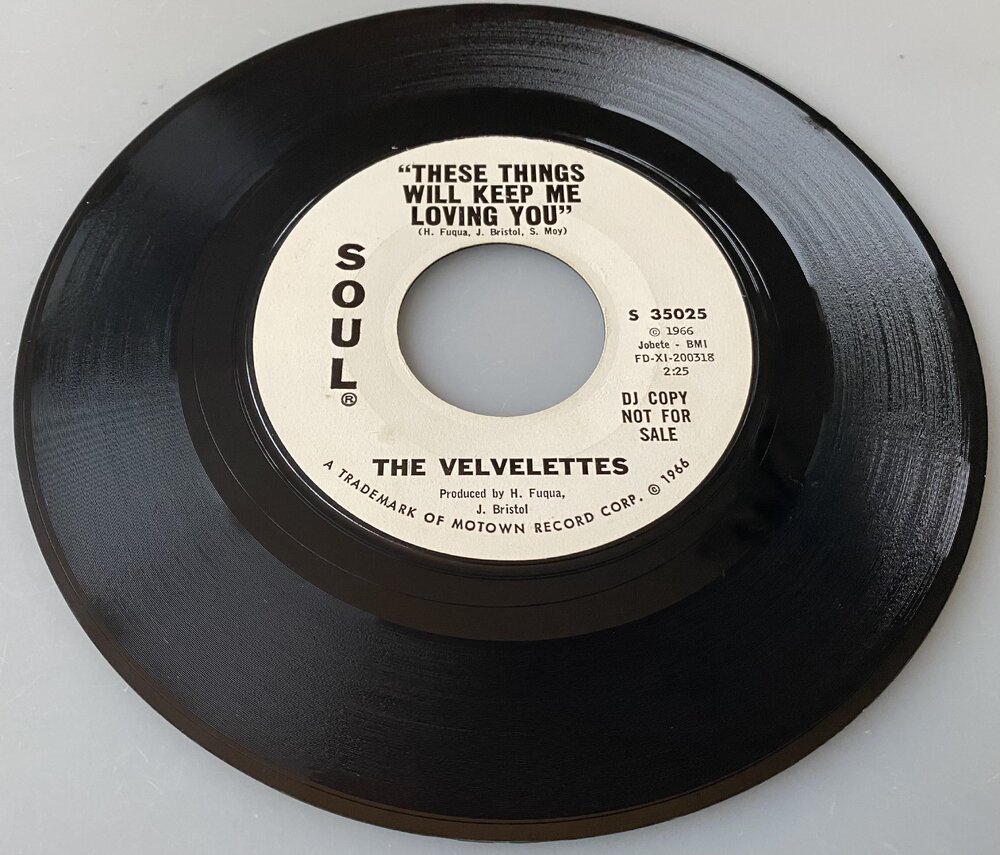 “THESE THINGS
WILL KEEP ME
LOVING YOU”
(H. Fuqua, J. Bristol, S. Moy)
SOUL®
S 35025
© 1966
Jobete - BMI
FD-XI-200318
2:25
DJ COPY
NOT FOR
SALE
THE VELVELETTES
Produced by H. Fuqua,
J. Bristol
A TRADEMARK OF MOTOWN RECORD CORP. © 1966